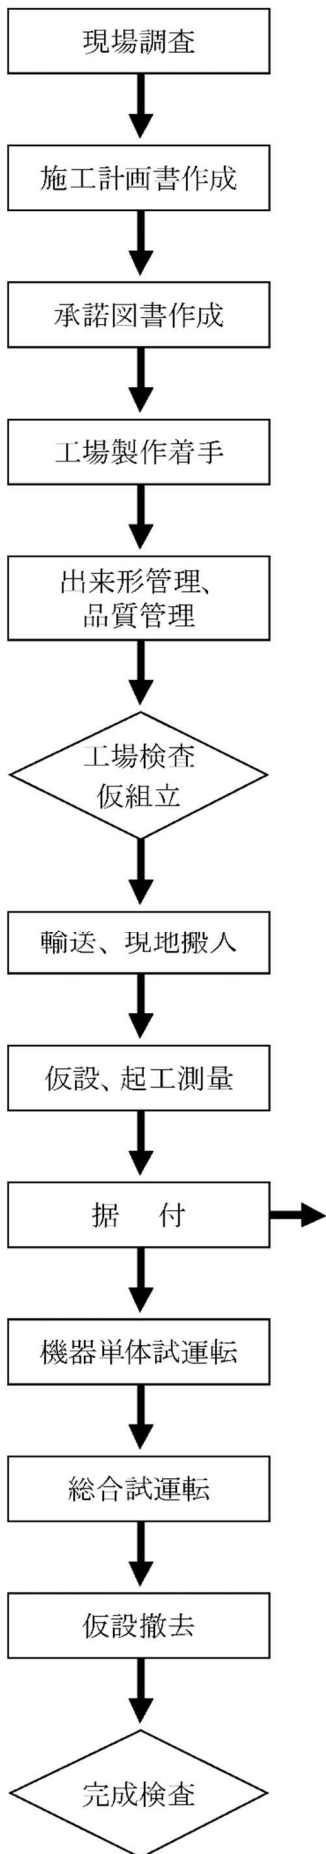 現場調査
施工計画書作成
承諾図書作成
工場製作着手
出来形管理、
品質管理
工場検査
仮組立
輸送、現地搬入
仮設、起工測量
据　付
機器単体試運転
総合試運転
仮設撤去
完成検査